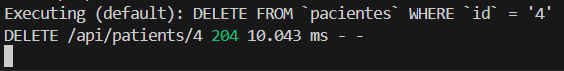 Executing (default): DELETE FROM `pacientes` WHERE `id` = '4'
DELETE /api/patients/4 204 10.043 ms - -